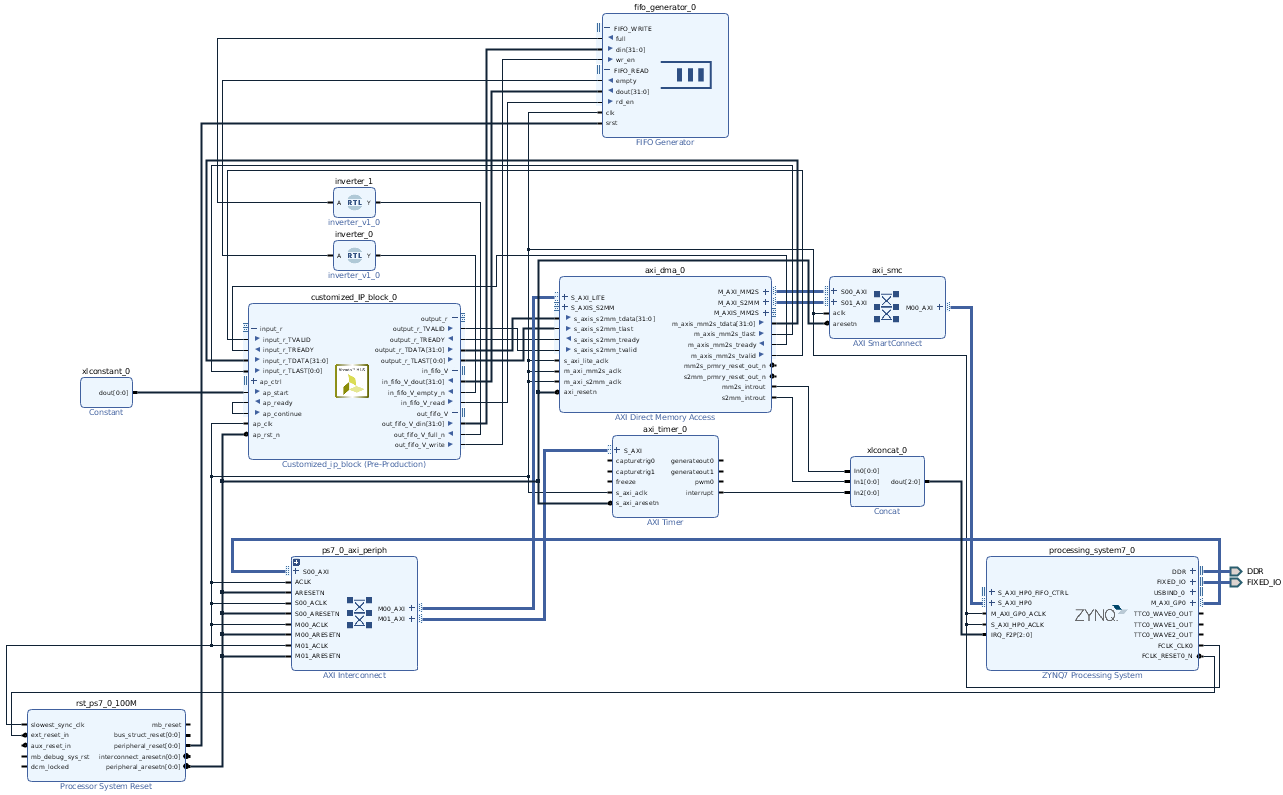 fifo_generator_0
FIFO_WRITE
full
din[31:0]
wr_en
FIFO_READ
empty
dout[31:0]
rd_en
clk
srst
FIFO Generator
inverter_1
A RTL Y
inverter_v1_0
inverter_0
A RTL Y
inverter_v1_0
customized_IP_block_0
input_r
input_r_TVALID
input_r_TREADY
input_r_TDATA[31:0]
input_r_TLAST[0:0]
ap_ctrl
ap_start
ap_ready
ap_continue
ap_clk
ap_rst_n
output_r
output_r_TVALID
output_r_TREADY
output_r_TDATA[31:0]
output_r_TLAST[0:0]
in_fifo_V
in_fifo_V_dout[31:0]
in_fifo_V_empty_n
in_fifo_V_read
out_fifo_V
out_fifo_V_din[31:0]
out_fifo_V_full_n
out_fifo_V_write
Customized_ip_block (Pre-Production)
xlconstant_0
dout[0:0]
Constant
axi_dma_0
S_AXI_LITE
S_AXIS_S2MM
s_axis_s2mm_tdata[31:0]
s_axis_s2mm_tlast
s_axis_s2mm_tready
s_axis_s2mm_tvalid
s_axi_lite_aclk
m_axi_mm2s_aclk
m_axi_s2mm_aclk
axi_resetn
M_AXI_MM2S
M_AXI_S2MM
M_AXIS_MM2S
m_axis_mm2s_tdata[31:0]
m_axis_mm2s_tlast
m_axis_mm2s_tready
m_axis_mm2s_tvalid
mm2s_prmry_reset_out_n
s2mm_prmry_reset_out_n
mm2s_introut
s2mm_introut
AXI Direct Memory Access
axi_smc
S00_AXI
S01_AXI
aclk
aresetn
M00_AXI
AXI SmartConnect
axi_timer_0
S_AXI
capturetrig0
capturetrig1
freeze
s_axi_aclk
s_axi_aresetn
generateout0
generateout1
pwm0
interrupt
AXI Timer
xlconcat_0
In0[0:0]
In1[0:0]
In2[0:0]
dout[2:0]
Concat
ps7_0_axi_periph
S00_AXI
ACLK
ARESETN
S00_ACLK
S00_ARESETN
M00_ACLK
M00_ARESETN
M01_ACLK
M01_ARESETN
M00_AXI
M01_AXI
AXI Interconnect
processing_system7_0
S_AXI_HP0_FIFO_CTRL
S_AXI_HP0
M_AXI_GP0_ACLK
S_AXI_HP0_ACLK
IRQ_F2P[2:0]
ZYNQ
DDR
FIXED_IO
USBIND_0
M_AXI_GP0
TTC0_WAVE0_OUT
TTC0_WAVE1_OUT
TTC0_WAVE2_OUT
FCLK_CLK0
FCLK_RESET0_N
ZYNQ7 Processing System
DDR
FIXED_IO
rst_ps7_0_100M
slowest_sync_clk
ext_reset_in
aux_reset_in
mb_debug_sys_rst
dcm_locked
mb_reset
bus_struct_reset[0:0]
peripheral_reset[0:0]
interconnect_aresetn[0:0]
peripheral_aresetn[0:0]
Processor System Reset